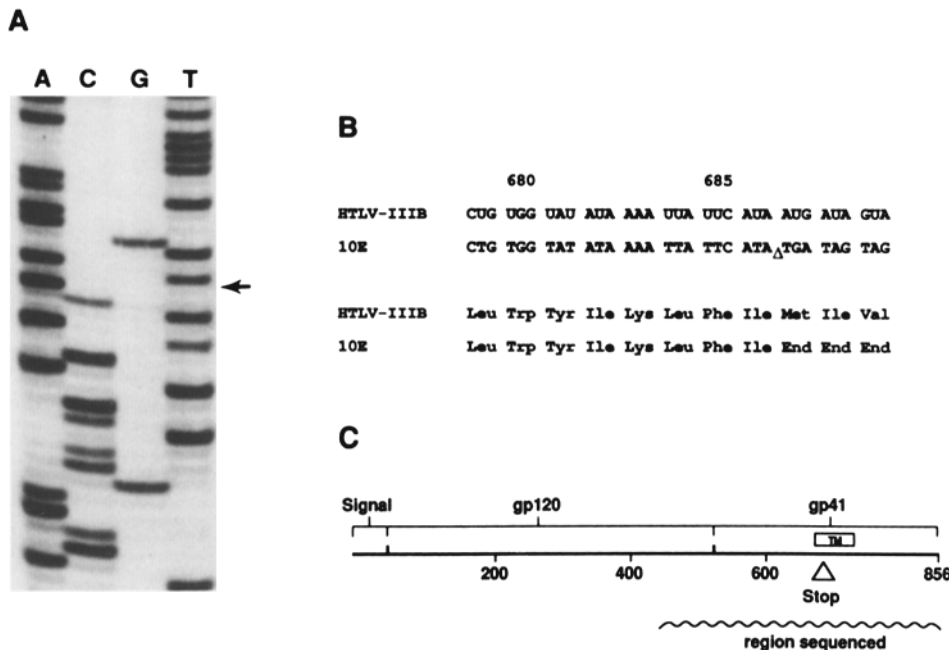 A
A C G T
B
680 685
HTLV-IIIB CUG UGG UAU AUA AAA UUA UUC AUA AUG AUA GUA
10E CTG TGG TAT ATA AAA TTA TTC ATA△TGA TAG TAG
HTLV-IIIB Leu Trp Tyr Ile Lys Leu Phe Ile Met Ile Val
10E Leu Trp Tyr Ile Lys Leu Phe Ile End End End
C
Signal gp120 gp41
TM
200 400 600 856
Stop
region sequenced